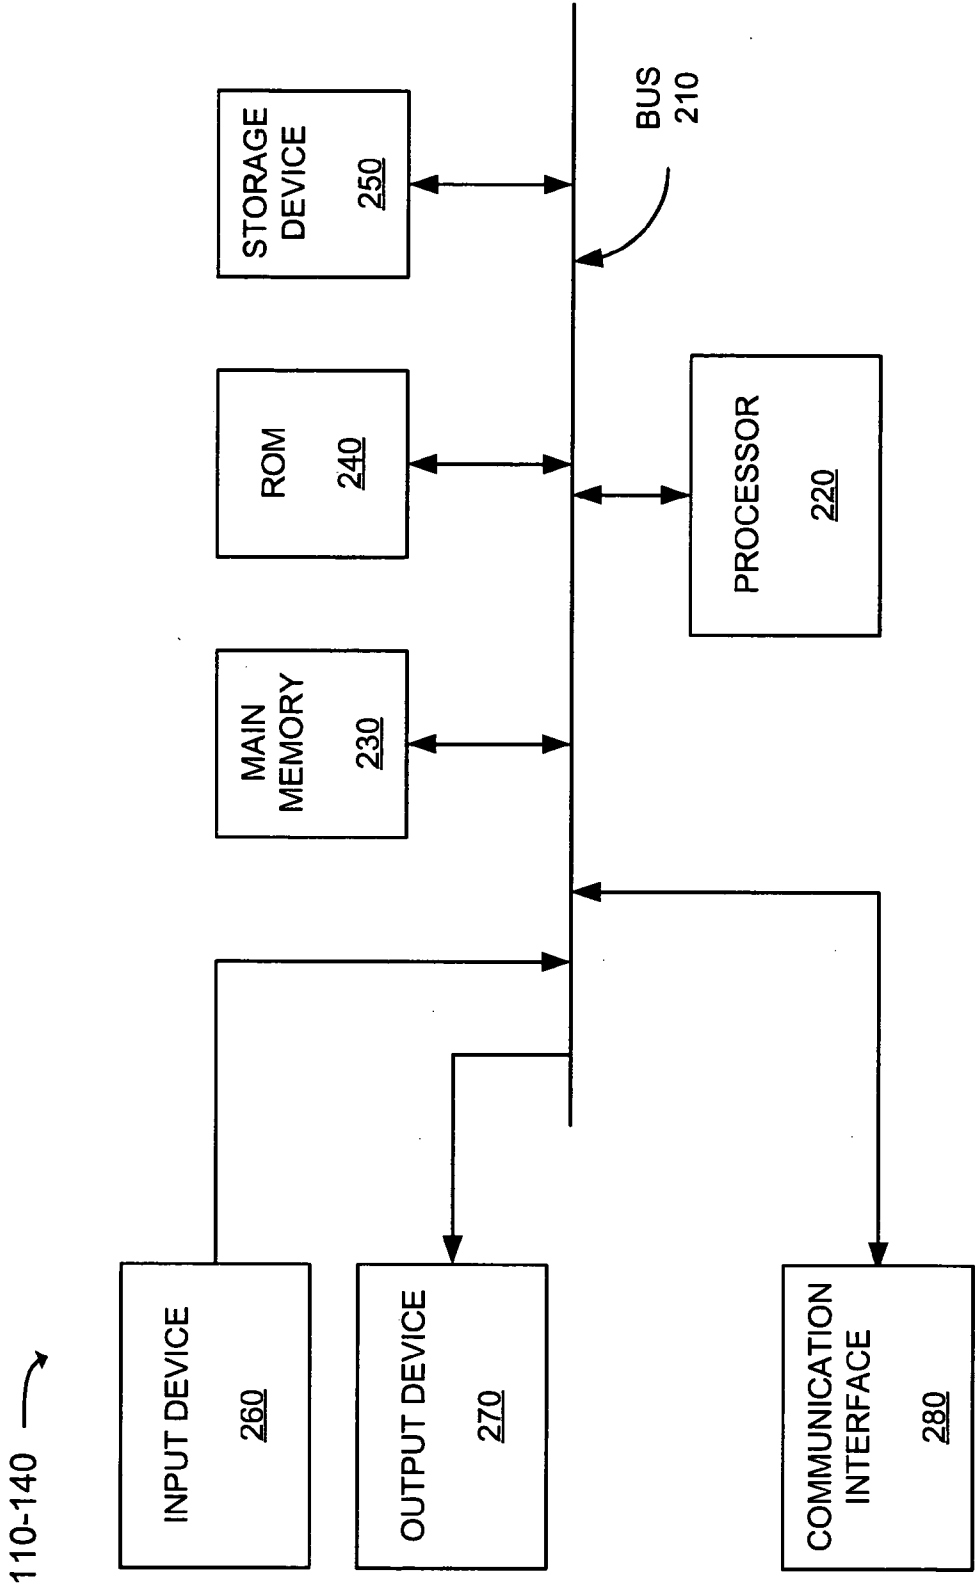 110-140
INPUT DEVICE
260
OUTPUT DEVICE
270
COMMUNICATION
INTERFACE
280
MAIN
MEMORY
230
ROM
240
STORAGE
DEVICE
250
PROCESSOR
220
BUS
210